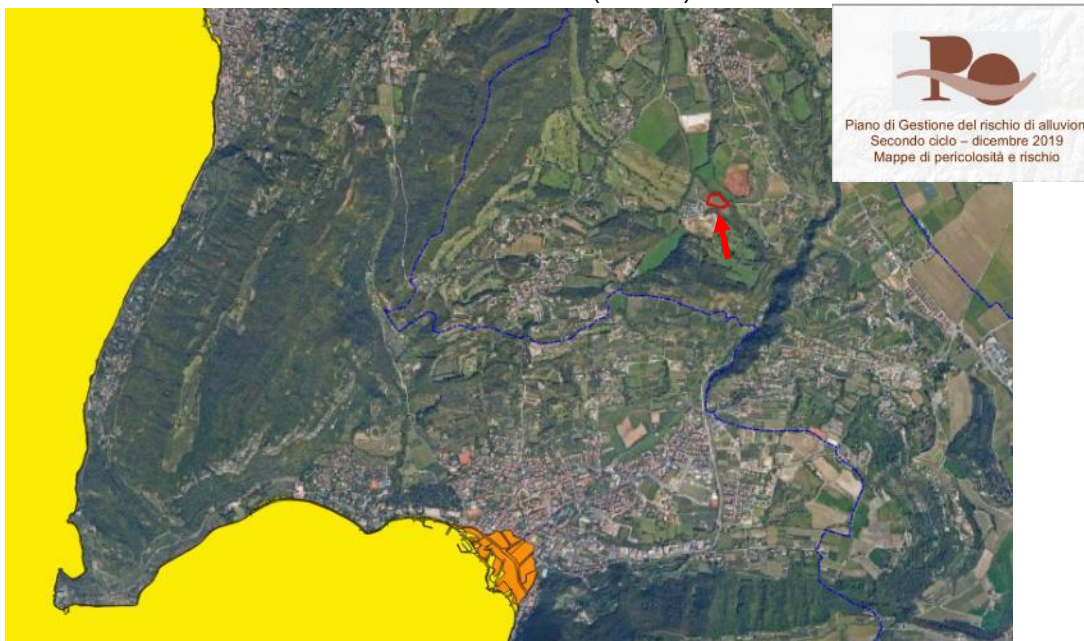 Po
Piano di Gestione del rischio di alluvion
Secondo ciclo – dicembre 2019
Mappe di pericolosità e rischio